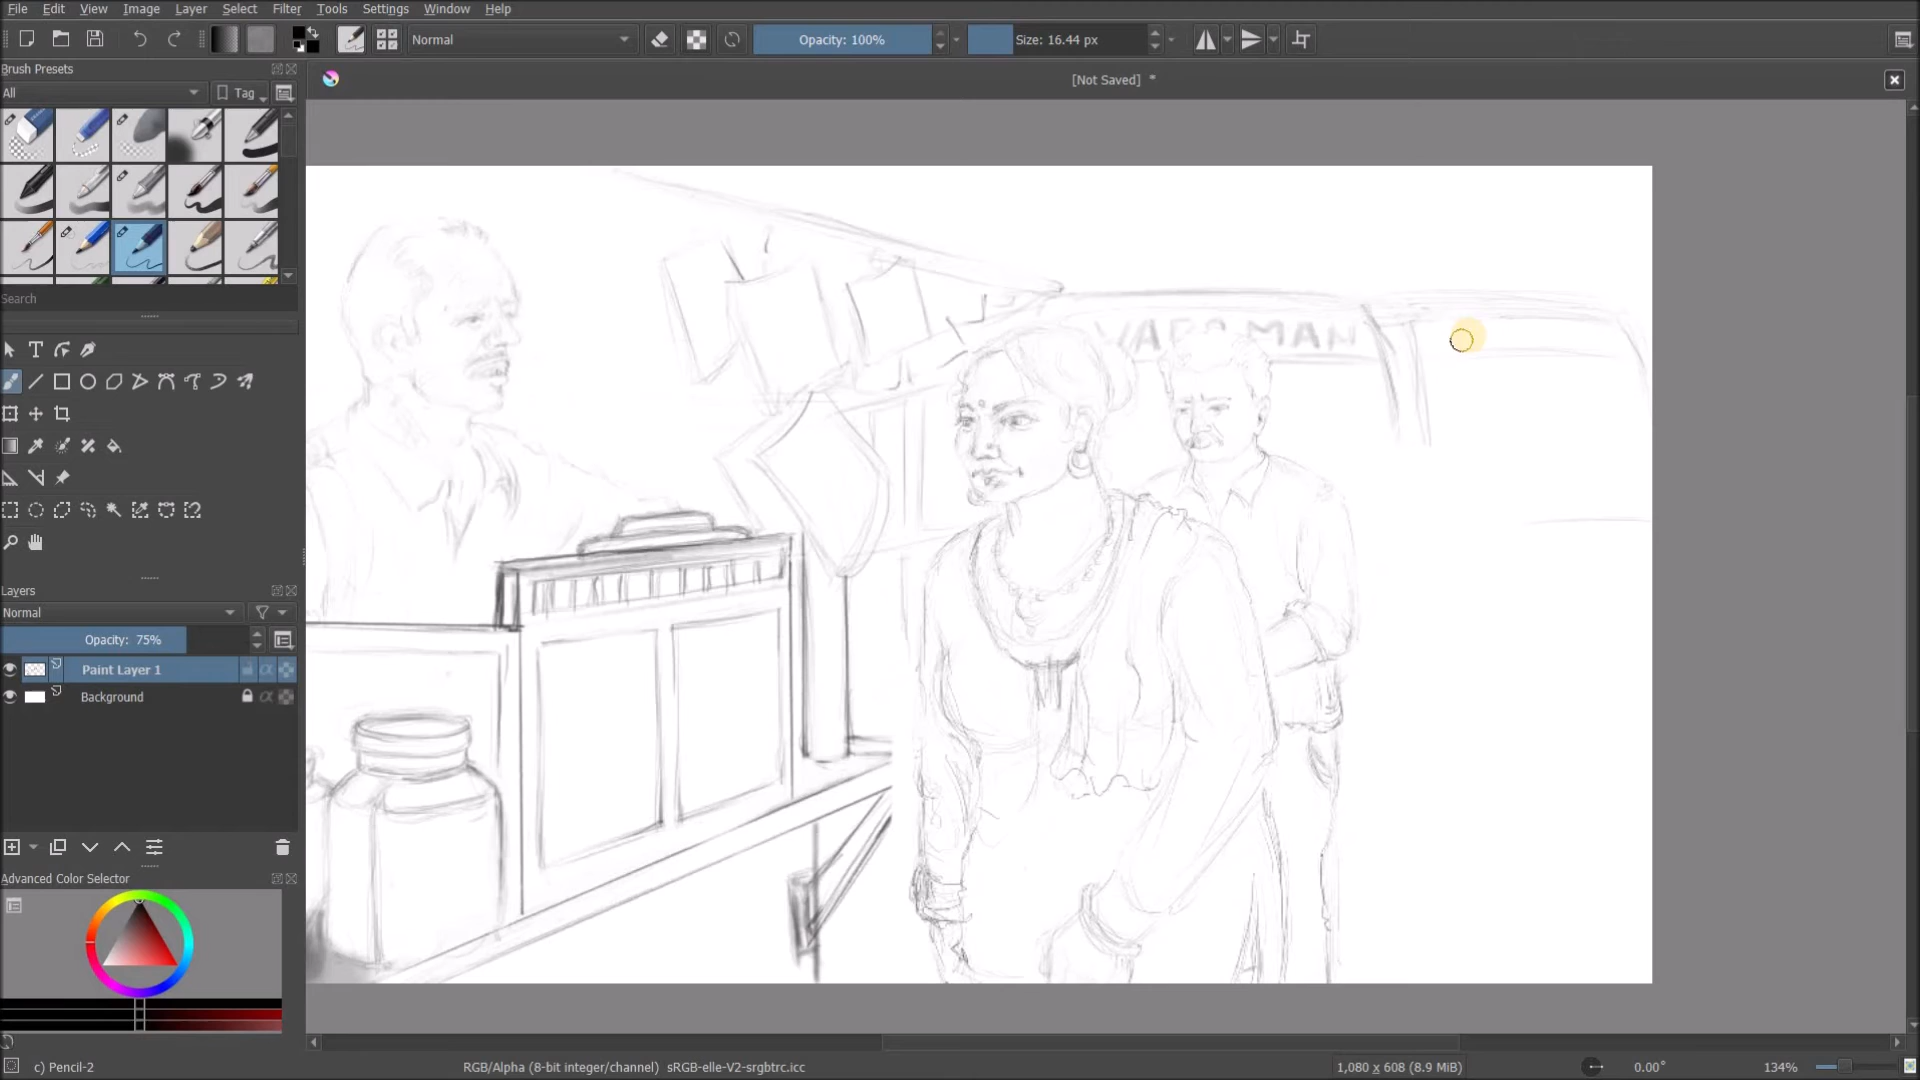 File Edit View Image Layer Select Filter Tools Settings Window Help
Normal Opacity: 100% Size: 16.44 px
Brush Presets
[Not Saved] *
All Tag
Search
MAN
Layers
Normal
Opacity: 75%
Paint Layer 1
Background
Advanced Color Selector
c) Pencil-2 RGB/Alpha (8-bit integer/channel) sRGB-elle-V2-srgbtrc.icc 1,080 x 608 (8.9 MiB) 0.00° 134%